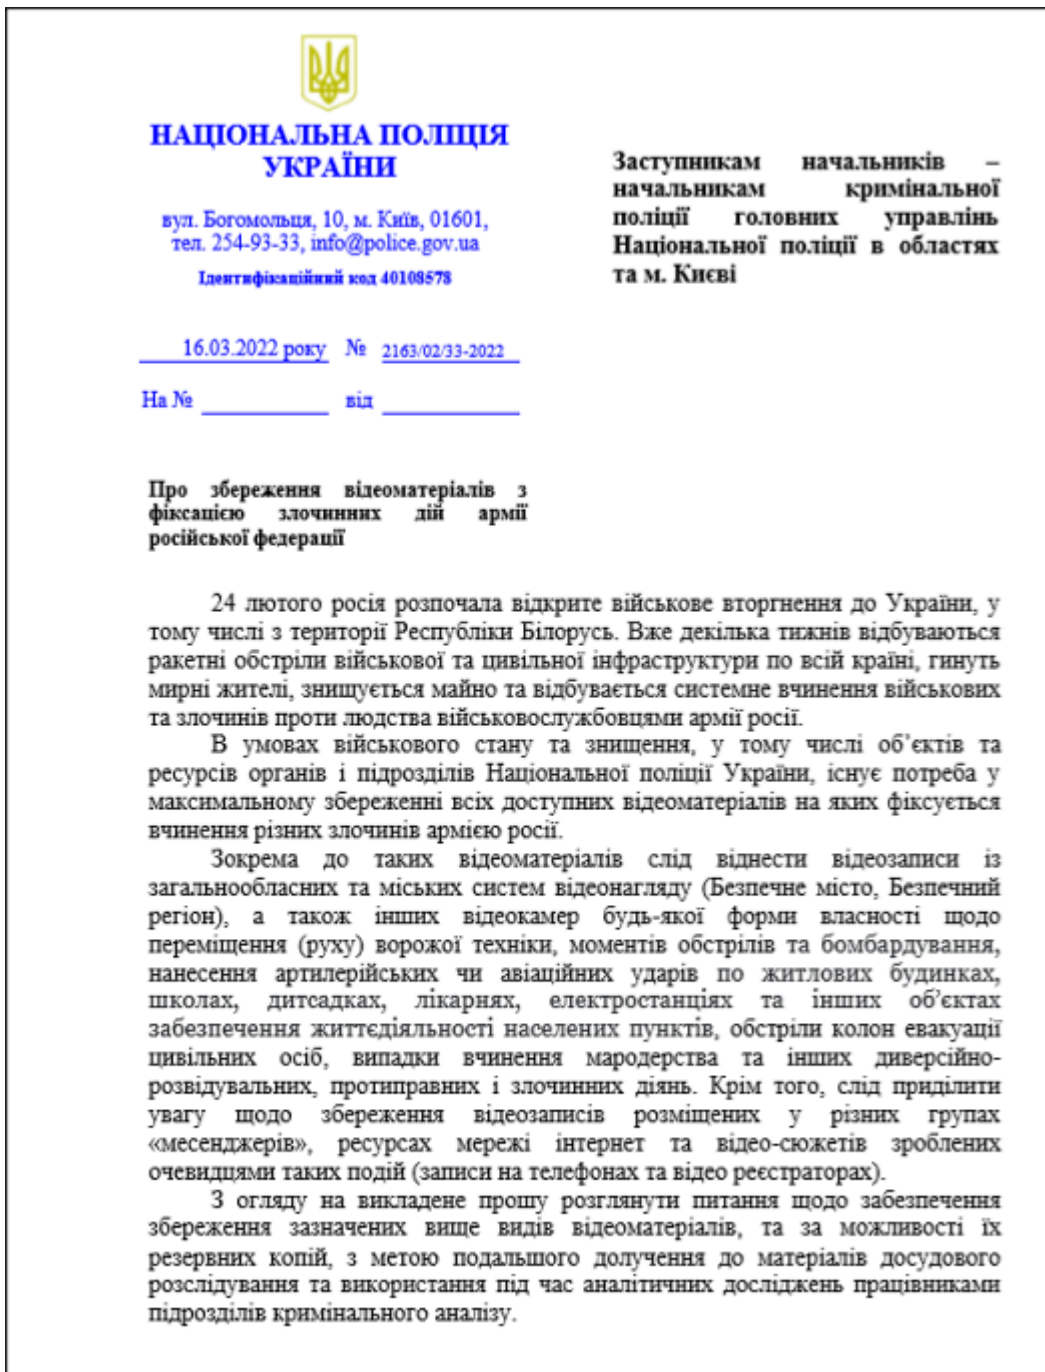 НАЦІОНАЛЬНА ПОЛІЦІЯ
УКРАЇНИ
вул. Богомольця, 10, м. Київ, 01601,
тел. 254-93-33, info@police.gov.ua
Ідентифікаційний код 40108578
16.03.2022 року № 2163/02/33-2022
На № від
Заступникам начальників –
начальникам кримінальної
поліції головних управлінь
Національної поліції в областях
та м. Києві
Про збереження відеоматеріалів з
фіксацією злочинних дій армії
російської федерації
24 лютого росія розпочала відкрите військове вторгнення до України, у
тому числі з території Республіки Білорусь. Вже декілька тижнів відбуваються
ракетні обстріли військової та цивільної інфраструктури по всій країні, гинуть
мирні жителі, знищується майно та відбувається системне вчинення військових
та злочинів проти людства військовослужбовцями армії росії.
В умовах військового стану та знищення, у тому числі об’єктів та
ресурсів органів і підрозділів Національної поліції України, існує потреба у
максимальному збереженні всіх доступних відеоматеріалів на яких фіксується
вчинення різних злочинів армією росії.
Зокрема до таких відеоматеріалів слід віднести відеозаписи із
загальнообласних та міських систем відеонагляду (Безпечне місто, Безпечний
регіон), а також інших відеокамер будь-якої форми власності щодо
переміщення (руху) ворожої техніки, моментів обстрілів та бомбардування,
нанесення артилерійських чи авіаційних ударів по житлових будинках,
школах, дитсадках, лікарнях, електростанціях та інших об’єктах
забезпечення життєдіяльності населених пунктів, обстріли колон евакуації
цивільних осіб, випадки вчинення мародерства та інших диверсійно-
розвідувальних, протиправних і злочинних діянь. Крім того, слід приділити
увагу щодо збереження відеозаписів розміщених у різних групах
«месенджерів», ресурсах мережі інтернет та відео-сюжетів зроблених
очевидцями таких подій (записи на телефонах та відео реєстраторах).
З огляду на викладене прошу розглянути питання щодо забезпечення
збереження зазначених вище видів відеоматеріалів, та за можливості їх
резервних копій, з метою подальшого долучення до матеріалів досудового
розслідування та використання під час аналітичних досліджень працівниками
підрозділів кримінального аналізу.